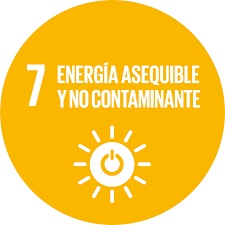 7 ENERGÍA ASEQUIBLE
Y NO CONTAMINANTE